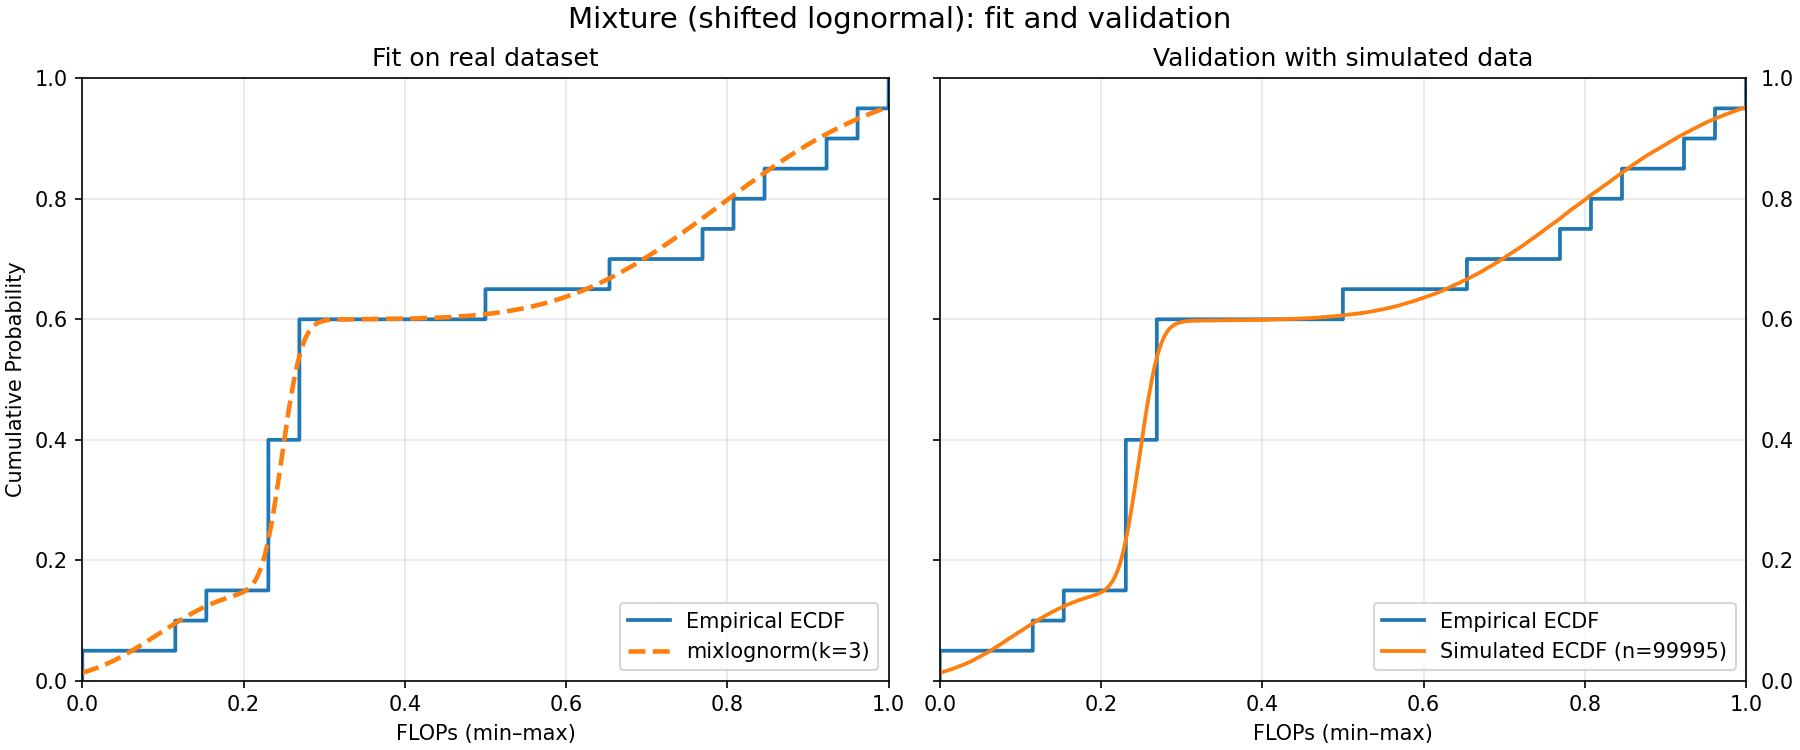 Mixture (shifted lognormal): fit and validation
Fit on real dataset
Cumulative Probability
1.0
0.8
0.6
0.4
0.2
0.0
0.0 0.2 0.4 0.6 0.8 1.0
FLOPs (min–max)
Empirical ECDF
mixlognorm(k=3)
Validation with simulated data
1.0
0.8
0.6
0.4
0.2
0.0
0.0 0.2 0.4 0.6 0.8 1.0
FLOPs (min–max)
Empirical ECDF
Simulated ECDF (n=99995)